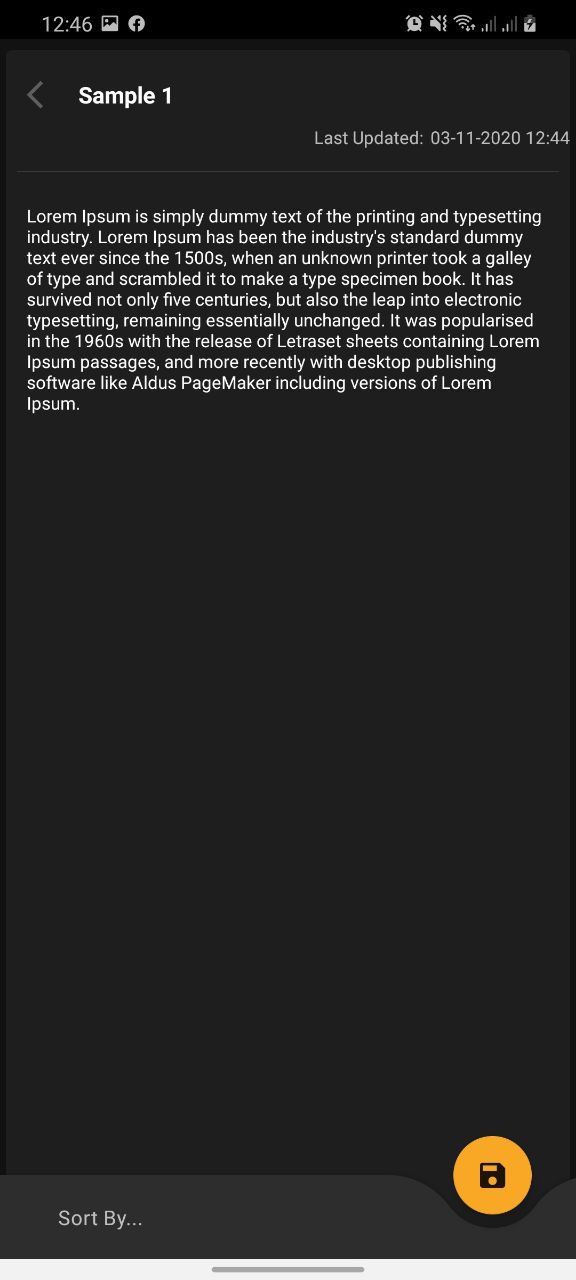 12:46
Sample 1
Last Updated: 03-11-2020 12:44
Lorem Ipsum is simply dummy text of the printing and typesetting
industry. Lorem Ipsum has been the industry's standard dummy
text ever since the 1500s, when an unknown printer took a galley
of type and scrambled it to make a type specimen book. It has
survived not only five centuries, but also the leap into electronic
typesetting, remaining essentially unchanged. It was popularised
in the 1960s with the release of Letraset sheets containing Lorem
Ipsum passages, and more recently with desktop publishing
software like Aldus PageMaker including versions of Lorem
Ipsum.
Sort By...